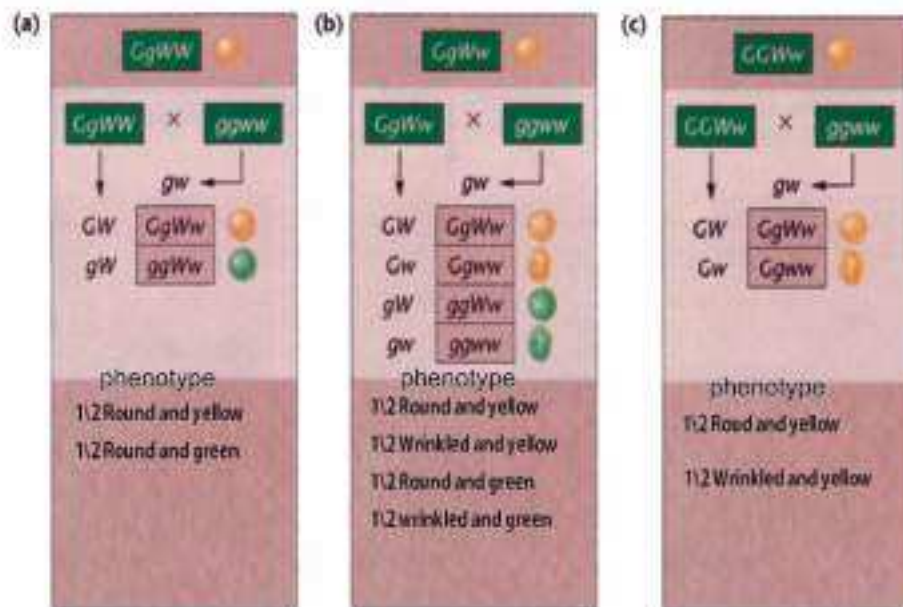 (a)
GgWW
GgWW × ggww
gw
GW GgWw
gW ggWw
phenotype
1\2 Round and yellow
1\2 Round and green
(b)
GgWw
GgWw × ggww
gw
GW GgWw
Gw Ggww
gW ggWw
gw ggww
phenotype
1\2 Round and yellow
1\2 Wrinkled and yellow
1\2 Round and green
1\2 wrinkled and green
(c)
GGWw
GGWw × ggww
gw
GW GgWw
Gw Ggww
phenotype
1\2 Roud and yellow
1\2 Wrinkled and yellow